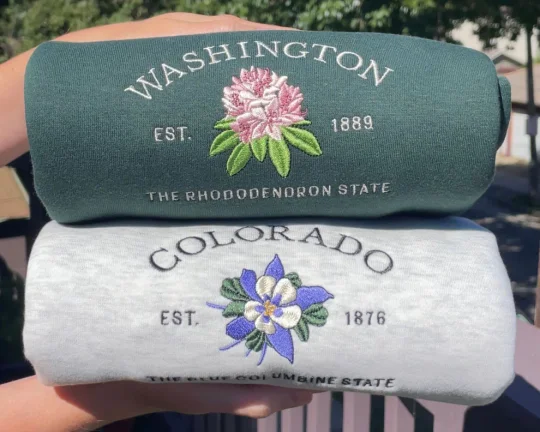 WASHINGTON
EST. 1889
THE RHODODENDRON STATE
COLORADO
EST. 1876
THE BLUE COLUMBINE STATE